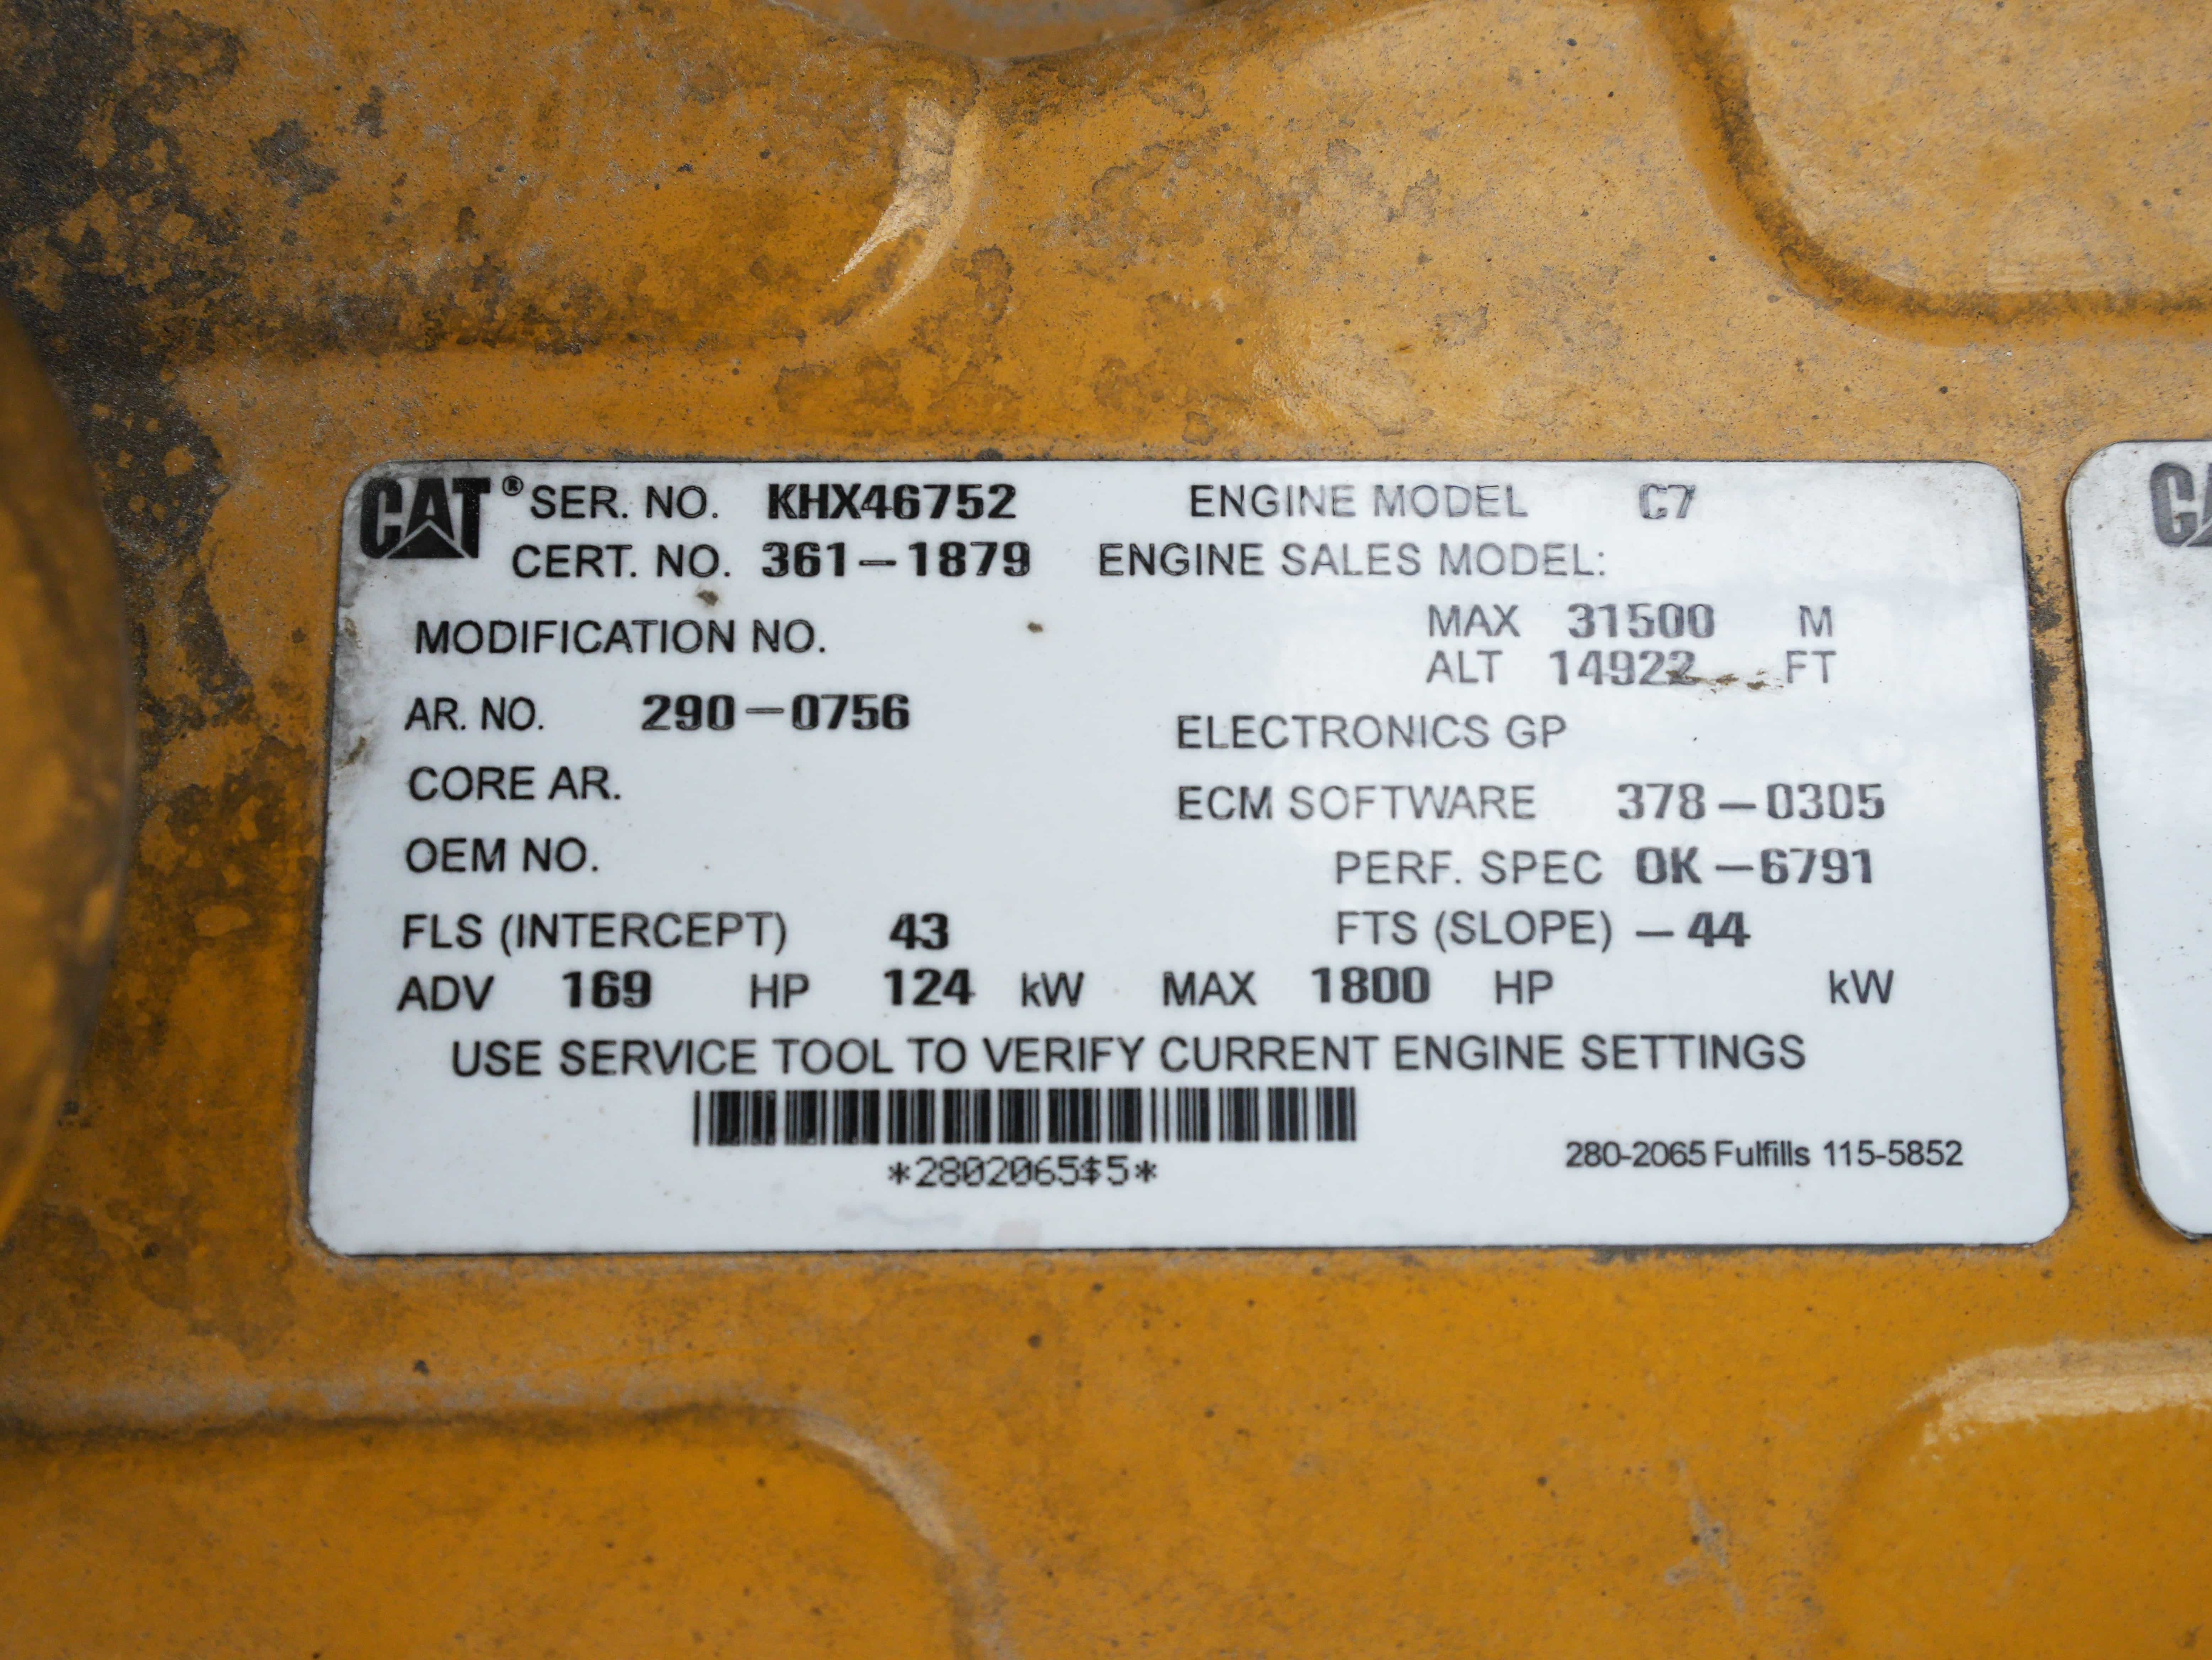 CAT® SER. NO. KHX46752 ENGINE MODEL C7
CERT. NO. 361-1879 ENGINE SALES MODEL:
MODIFICATION NO. MAX 31500 M
ALT 14922 FT
AR. NO. 290-0756 ELECTRONICS GP
CORE AR. ECM SOFTWARE 378-0305
OEM NO. PERF. SPEC 0K-6791
FLS (INTERCEPT) 43 FTS (SLOPE) -44
ADV 169 HP 124 kW MAX 1800 HP kW
USE SERVICE TOOL TO VERIFY CURRENT ENGINE SETTINGS
*2802065$5*
280-2065 Fulfills 115-5852